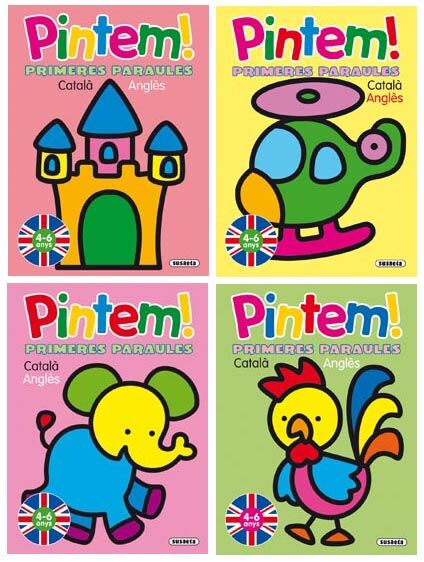 Pintem!
PRIMERES PARAULES
Català Anglès
4-6
anys
susaeta
Pintem!
PRIMERES PARAULES
Català
Anglès
4-6
anys
susaeta
Pintem!
PRIMERES PARAULES
Català
Anglès
4-6
anys
susaeta
Pintem!
PRIMERES PARAULES
Català Anglès
4-6
anys
susaeta